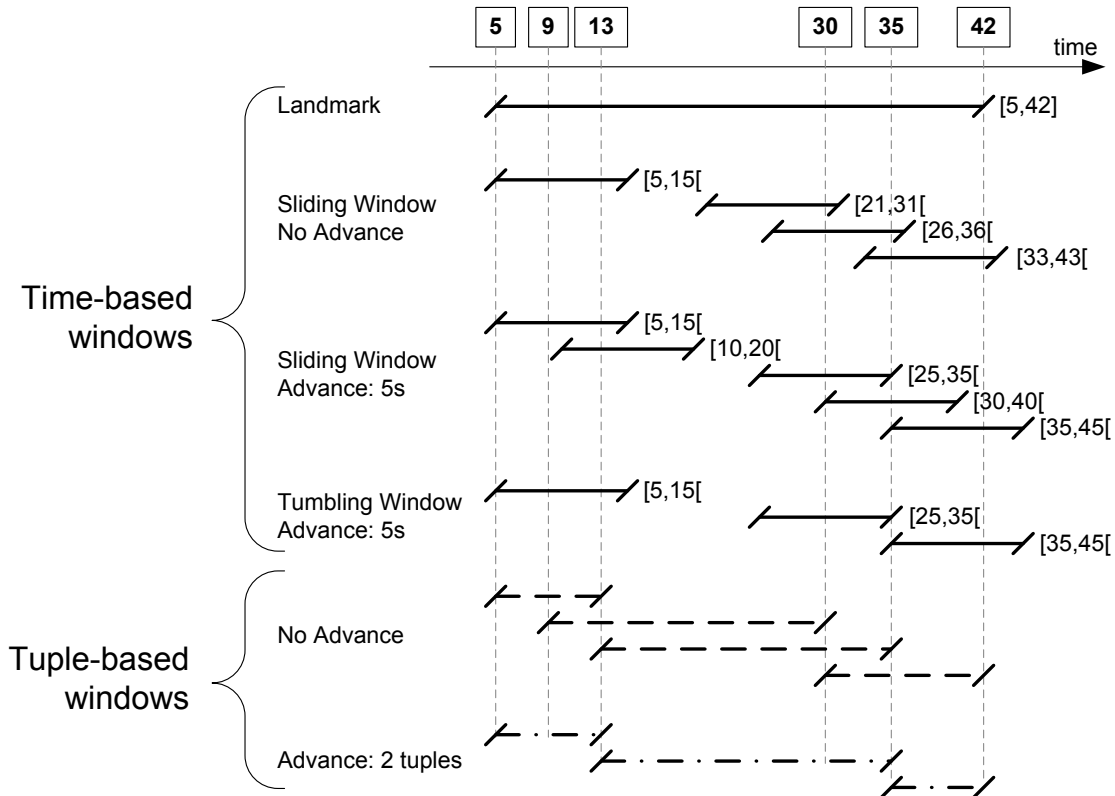 5 9 13 30 35 42
time
Landmark
[5,42]
Sliding Window
No Advance
[5,15[
[21,31[
[26,36[
[33,43[
Time-based
windows
Sliding Window
Advance: 5s
[5,15[
[10,20[
[25,35[
[30,40[
[35,45[
Tumbling Window
Advance: 5s
[5,15[
[25,35[
[35,45[
Tuple-based
windows
No Advance
Advance: 2 tuples